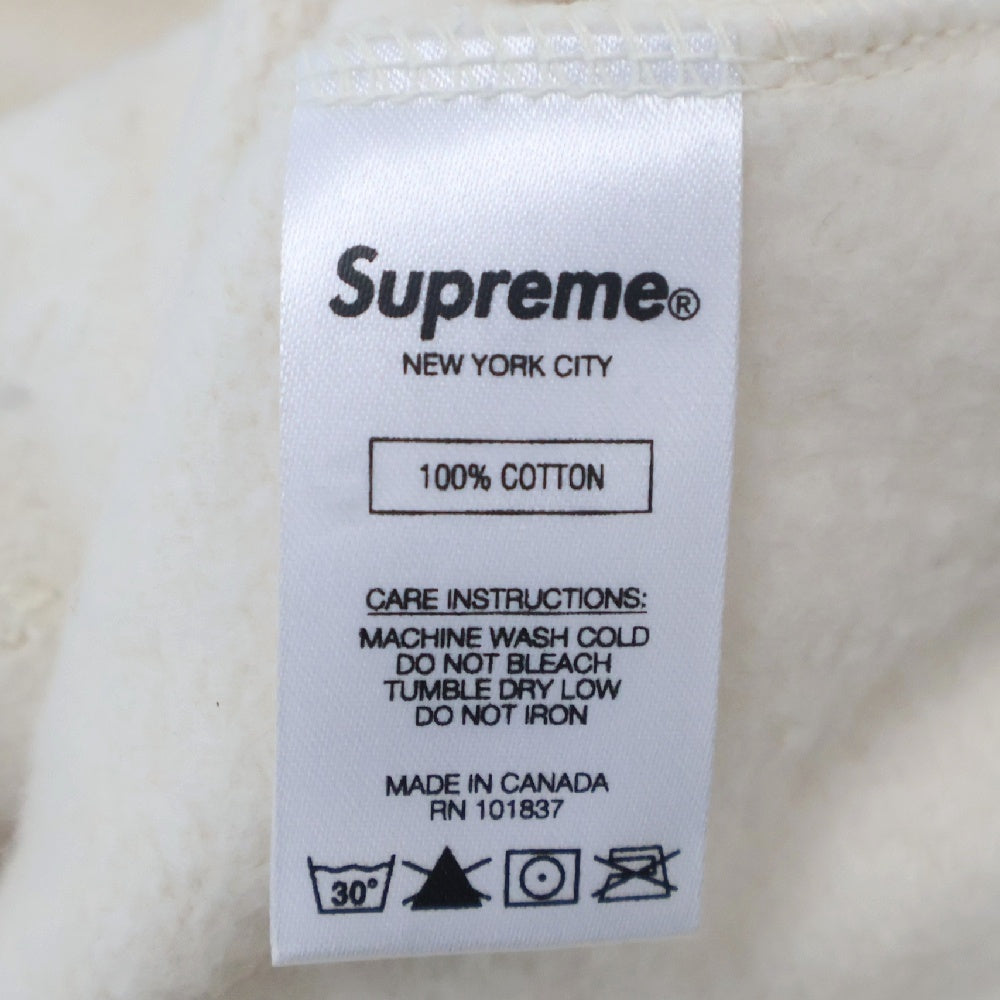 Supreme®
NEW YORK CITY
100% COTTON
CARE INSTRUCTIONS:
MACHINE WASH COLD
DO NOT BLEACH
TUMBLE DRY LOW
DO NOT IRON
MADE IN CANADA
RN 101837
30°